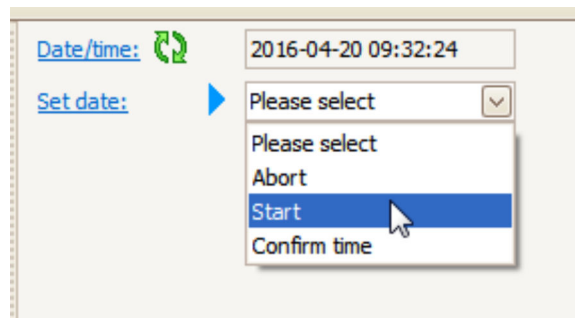 Date/time: 2016-04-20 09:32:24
Set date: Please select
Please select
Abort
Start
Confirm time